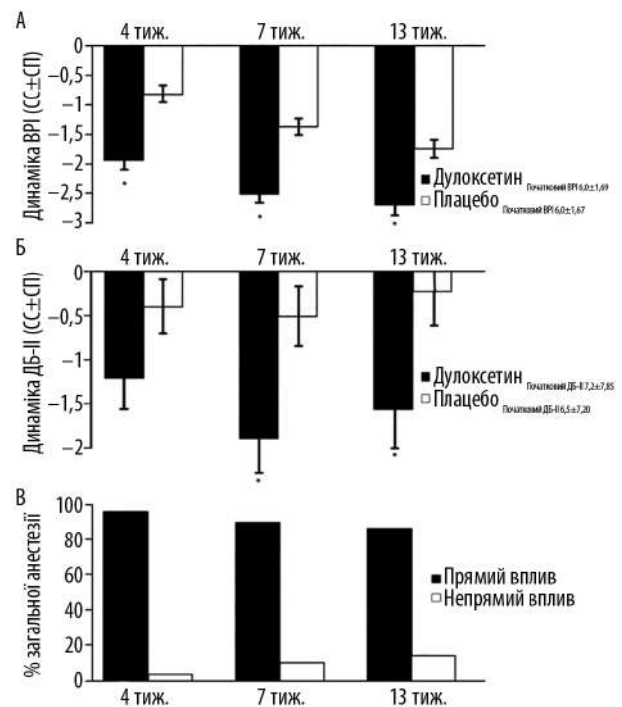 А
4 тиж. 7 тиж. 13 тиж.
0
–0,5
–1
–1,5
–2
–2,5
–3
Динаміка BPI (СС±СП)
* * *
Дулоксетин Початковий BPI 6,0±1,69
Плацебо Початковий BPI 6,0±1,67
Б
4 тиж. 7 тиж. 13 тиж.
0
–0,5
–1
–1,5
–2
Динаміка ДБ-II (СС±СП)
* *
Дулоксетин Початковий ДБ-II 7,2±7,85
Плацебо Початковий ДБ-II 6,5±7,20
В
100
80
60
40
20
0
% загальної анестезії
Прямий вплив
Непрямий вплив
4 тиж. 7 тиж. 13 тиж.